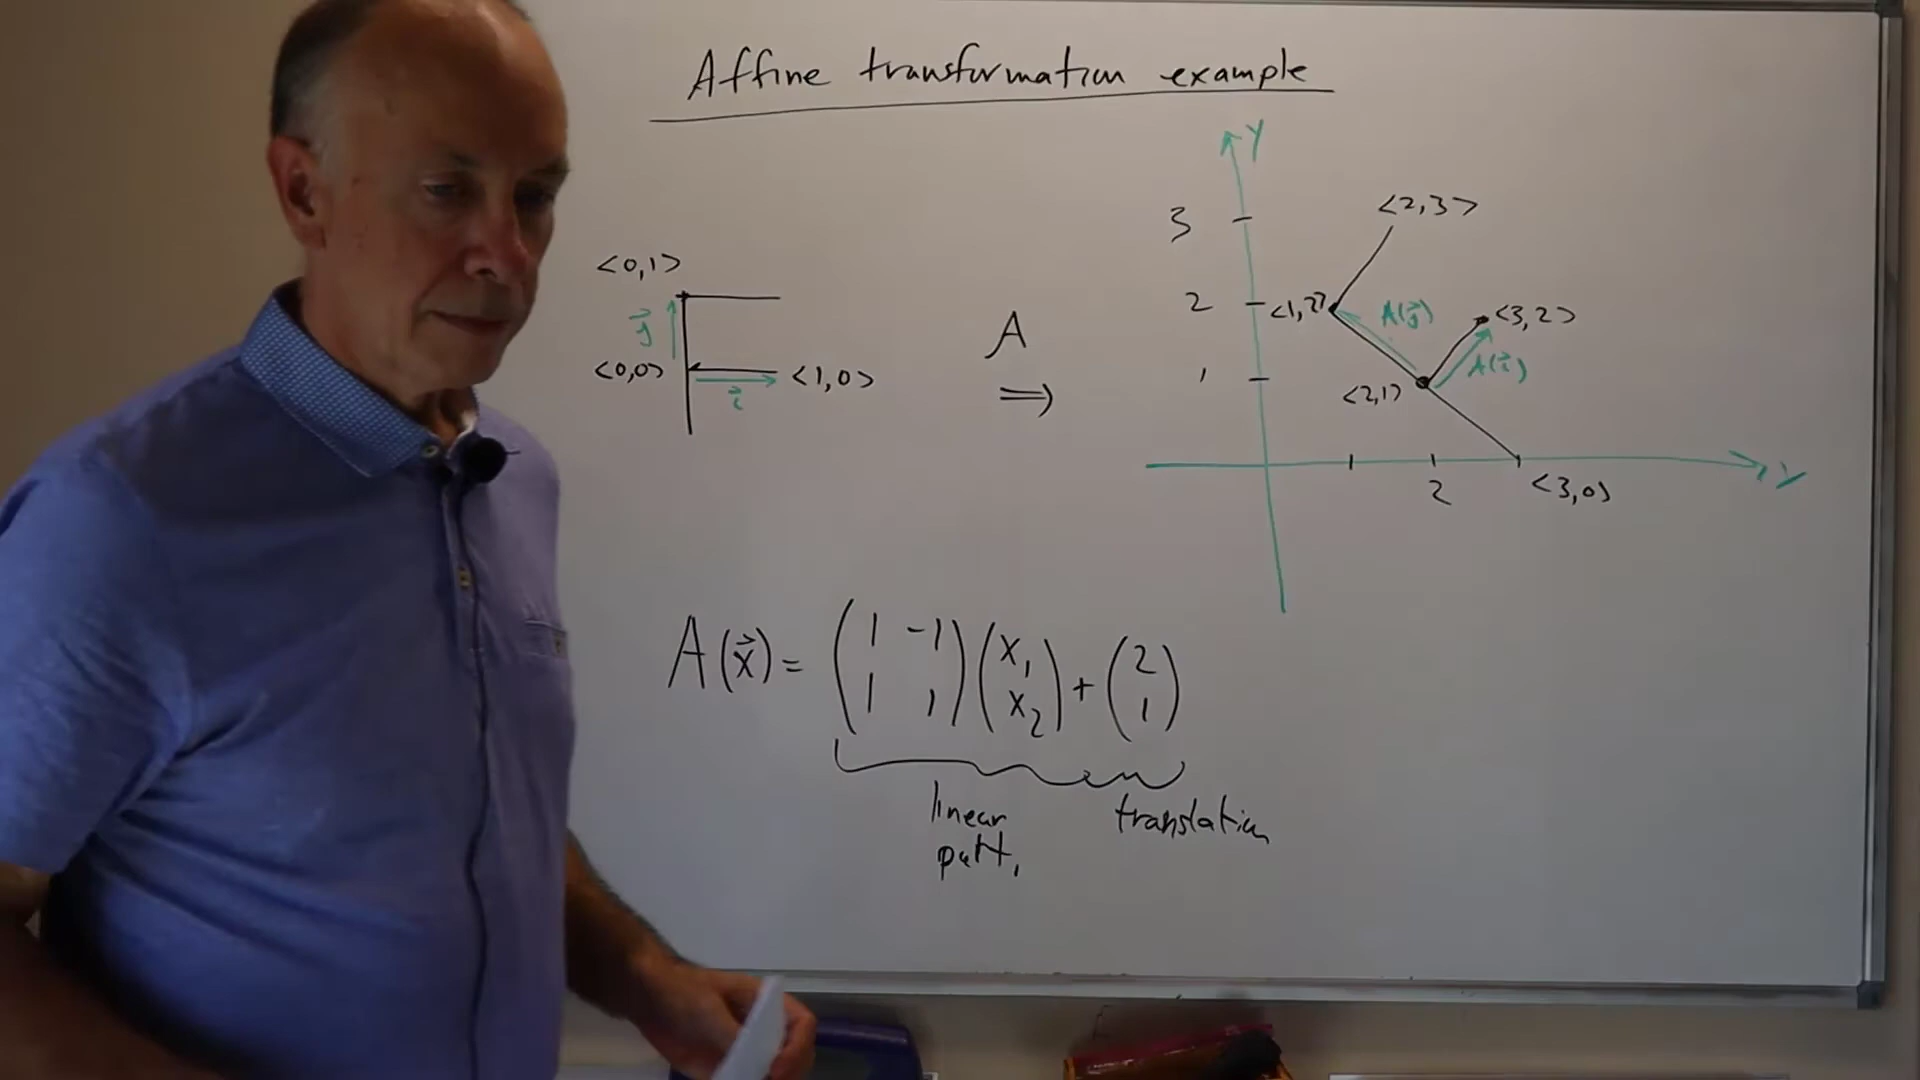 Affine transformation example
<0,1>
j
<0,0>
<1,0>
i
A
⇒
Y
3
2
1
<2,3>
<1,2>
A(j)
<3,2>
A(i)
<2,1>
2
<3,0>
y
A(x) = (1 -1) (x1) + (2)
(1 1) (x2) (1)
linear
part,
translation